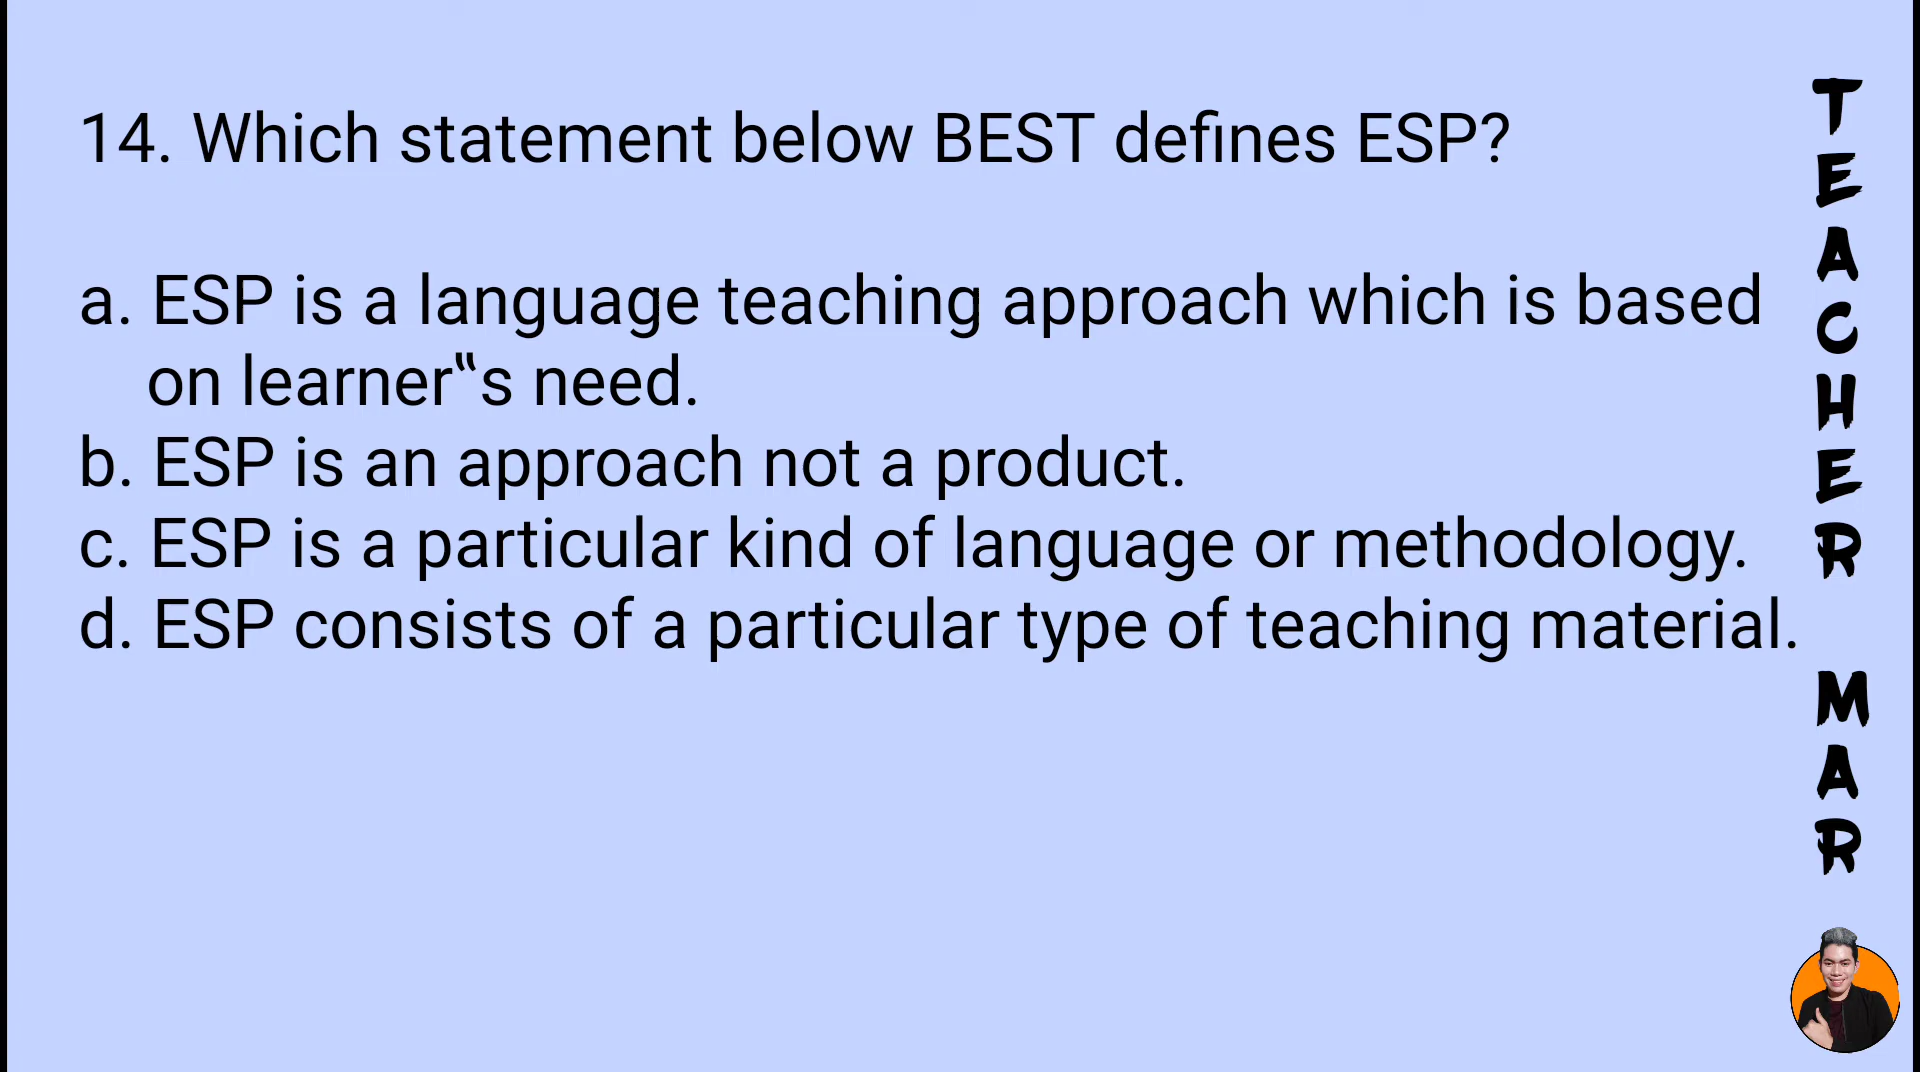 14. Which statement below BEST defines ESP?
a. ESP is a language teaching approach which is based
on learner‟s need.
b. ESP is an approach not a product.
c. ESP is a particular kind of language or methodology.
d. ESP consists of a particular type of teaching material.
TEACHER MAR